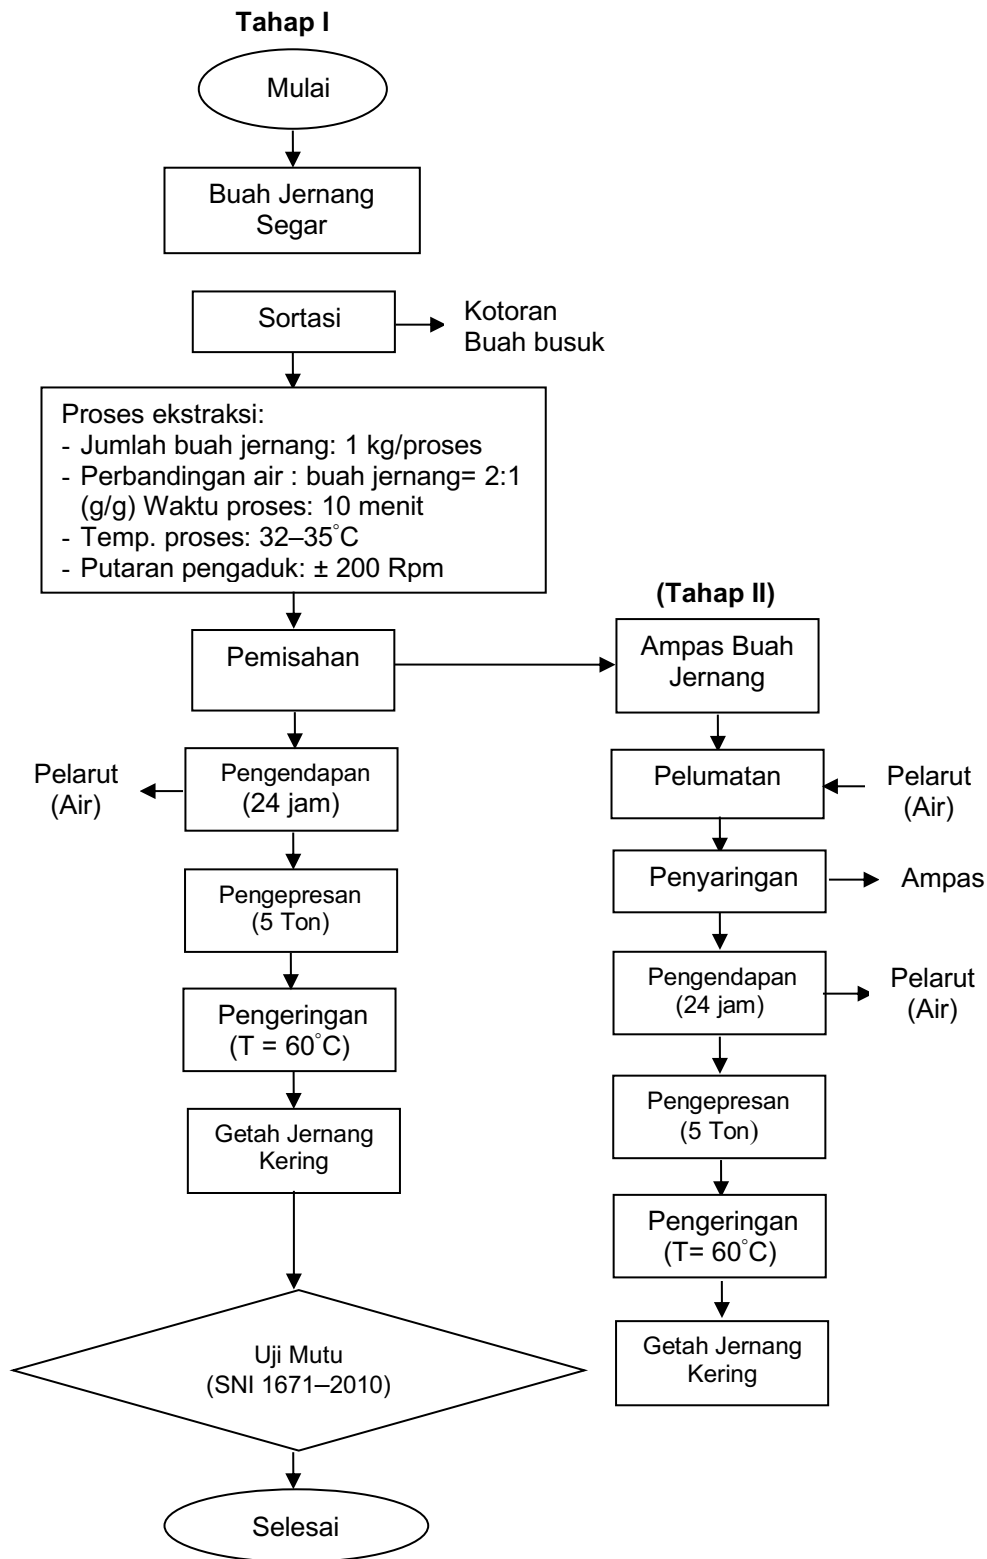 Tahap I
Mulai
Buah Jernang
Segar
Sortasi
Kotoran
Buah busuk
Proses ekstraksi:
- Jumlah buah jernang: 1 kg/proses
- Perbandingan air : buah jernang= 2:1
(g/g) Waktu proses: 10 menit
- Temp. proses: 32–35°C
- Putaran pengaduk: ± 200 Rpm
Pemisahan
Pelarut
(Air)
Pengendapan
(24 jam)
Pengepresan
(5 Ton)
Pengeringan
(T = 60°C)
Getah Jernang
Kering
Uji Mutu
(SNI 1671–2010)
Selesai
(Tahap II)
Ampas Buah
Jernang
Pelumatan
Pelarut
(Air)
Penyaringan
Ampas
Pengendapan
(24 jam)
Pelarut
(Air)
Pengepresan
(5 Ton)
Pengeringan
(T= 60°C)
Getah Jernang
Kering